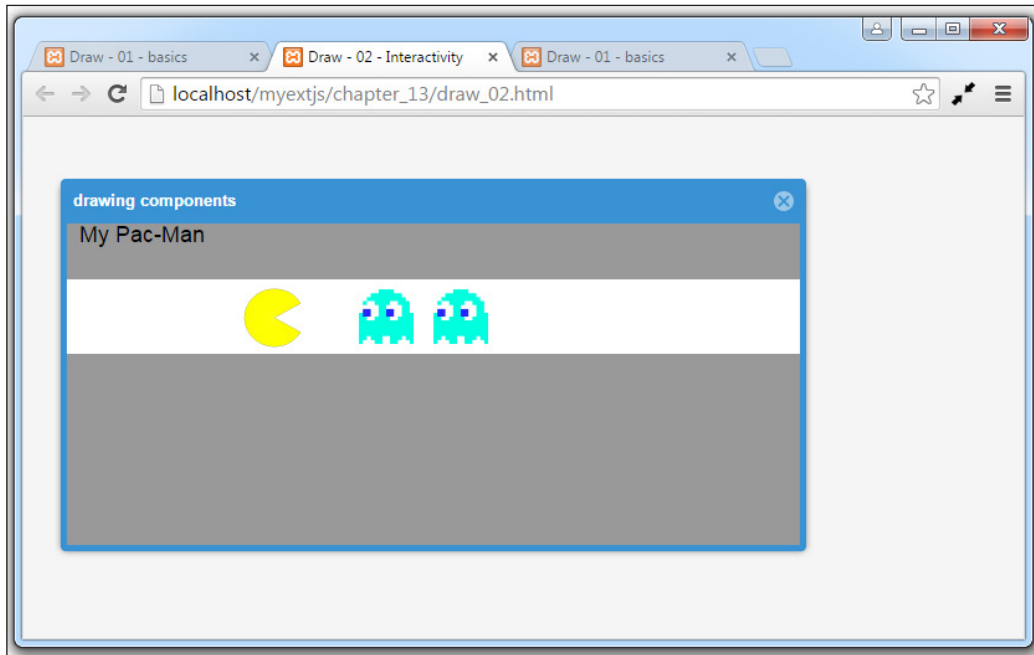 Draw - 01 - basics
Draw - 02 - Interactivity
Draw - 01 - basics
localhost/myextjs/chapter_13/draw_02.html
drawing components
My Pac-Man